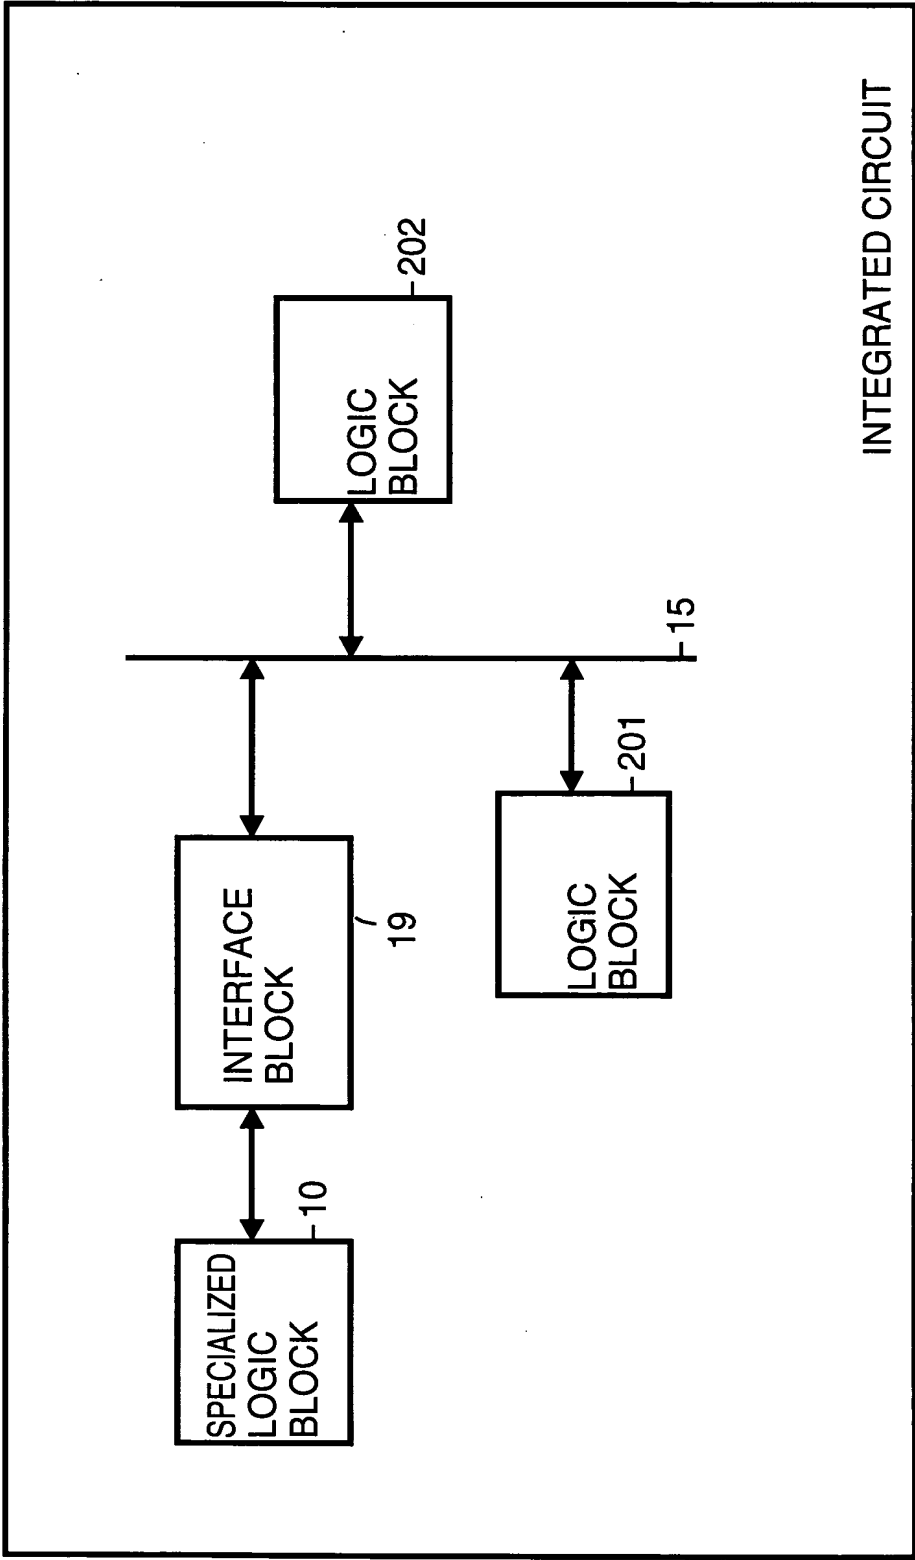 SPECIALIZED
LOGIC
BLOCK
10
INTERFACE
BLOCK
19
LOGIC
BLOCK
201
15
LOGIC
BLOCK
202
INTEGRATED CIRCUIT